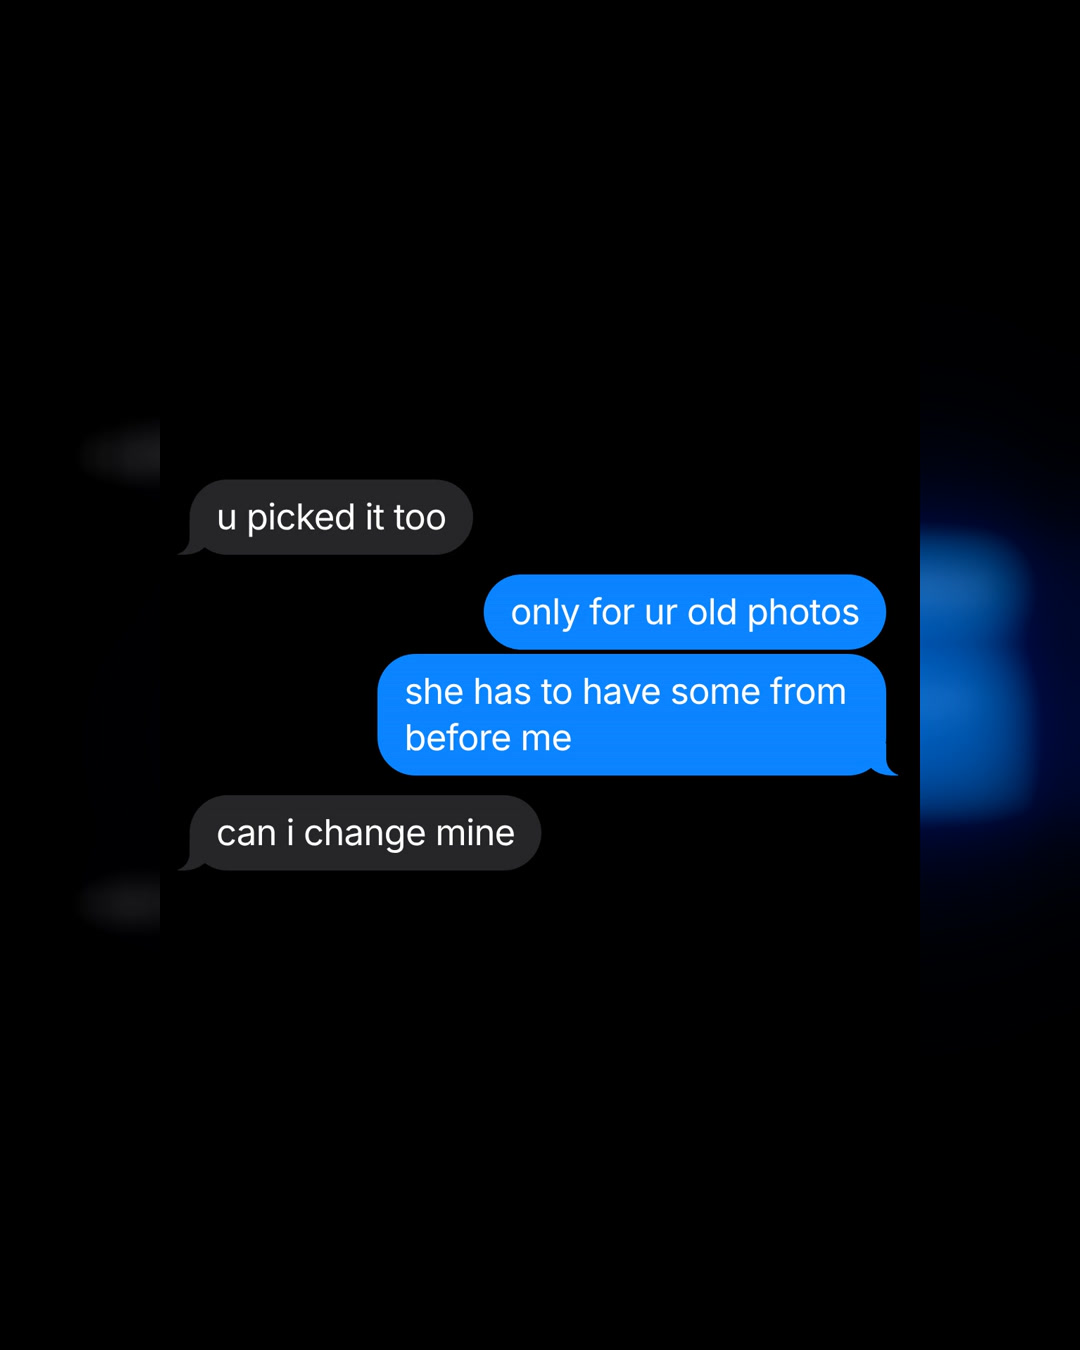 u picked it too
only for ur old photos
she has to have some from
before me
can i change mine